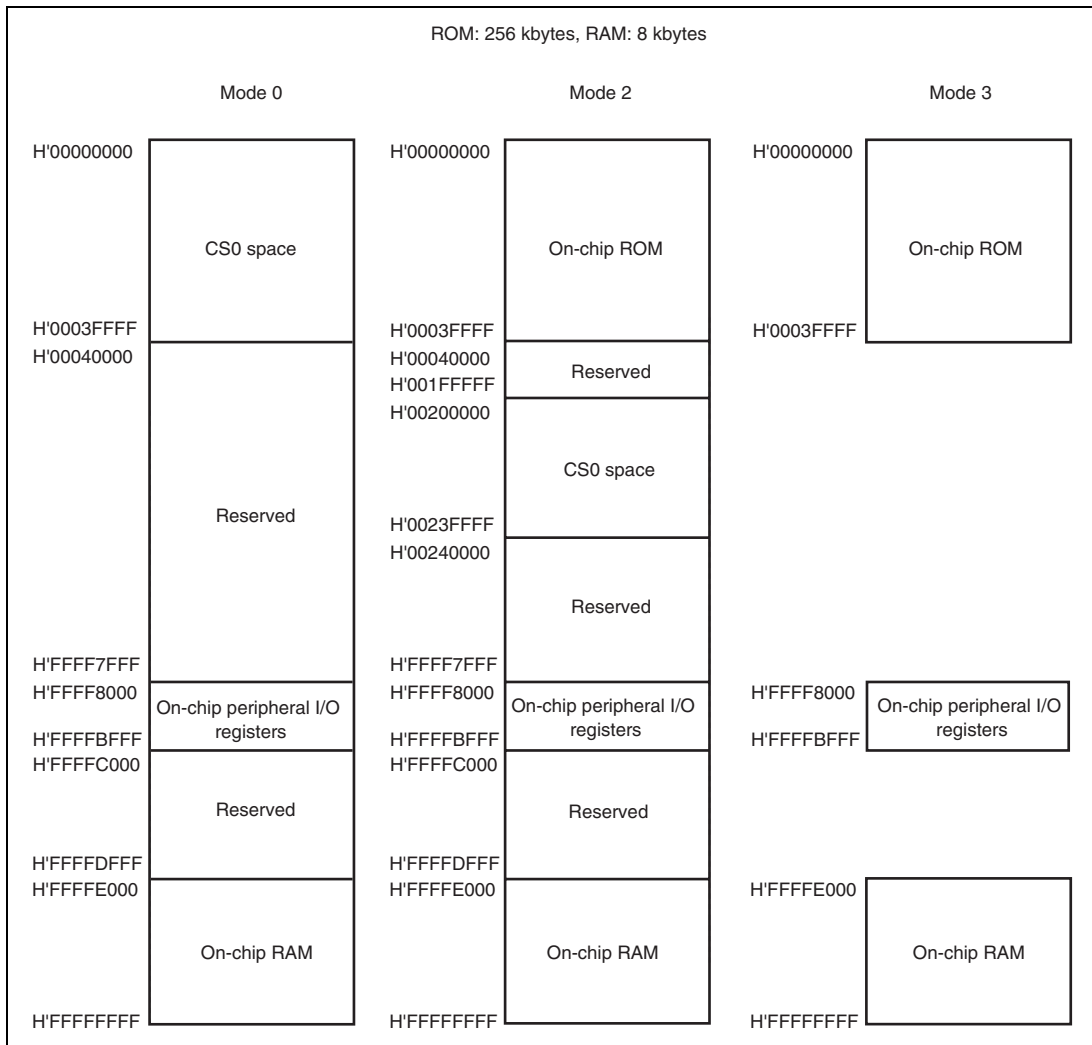 ROM: 256 kbytes, RAM: 8 kbytes
Mode 0
H'00000000
CS0 space
H'0003FFFF
H'00040000
Reserved
H'FFFF7FFF
H'FFFF8000
On-chip peripheral I/O
registers
H'FFFFBFFF
H'FFFFC000
Reserved
H'FFFFDFFF
H'FFFFE000
On-chip RAM
H'FFFFFFFF
Mode 2
H'00000000
On-chip ROM
H'0003FFFF
H'00040000
Reserved
H'001FFFFF
H'00200000
CS0 space
H'0023FFFF
H'00240000
Reserved
H'FFFF7FFF
H'FFFF8000
On-chip peripheral I/O
registers
H'FFFFBFFF
H'FFFFC000
Reserved
H'FFFFDFFF
H'FFFFE000
On-chip RAM
H'FFFFFFFF
Mode 3
H'00000000
On-chip ROM
H'0003FFFF
H'FFFF8000
On-chip peripheral I/O
registers
H'FFFFBFFF
H'FFFFE000
On-chip RAM
H'FFFFFFFF